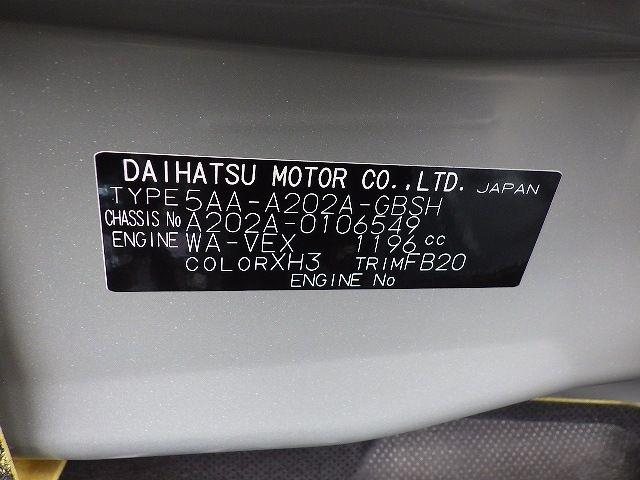 DAIHATSU MOTOR CO.,LTD. JAPAN
TYPE 5AA-A202A-GBSH
CHASSIS No A202A-0106549
ENGINE WA-VEX 1196 cc
COLOR XH3 TRIM FB20
ENGINE No